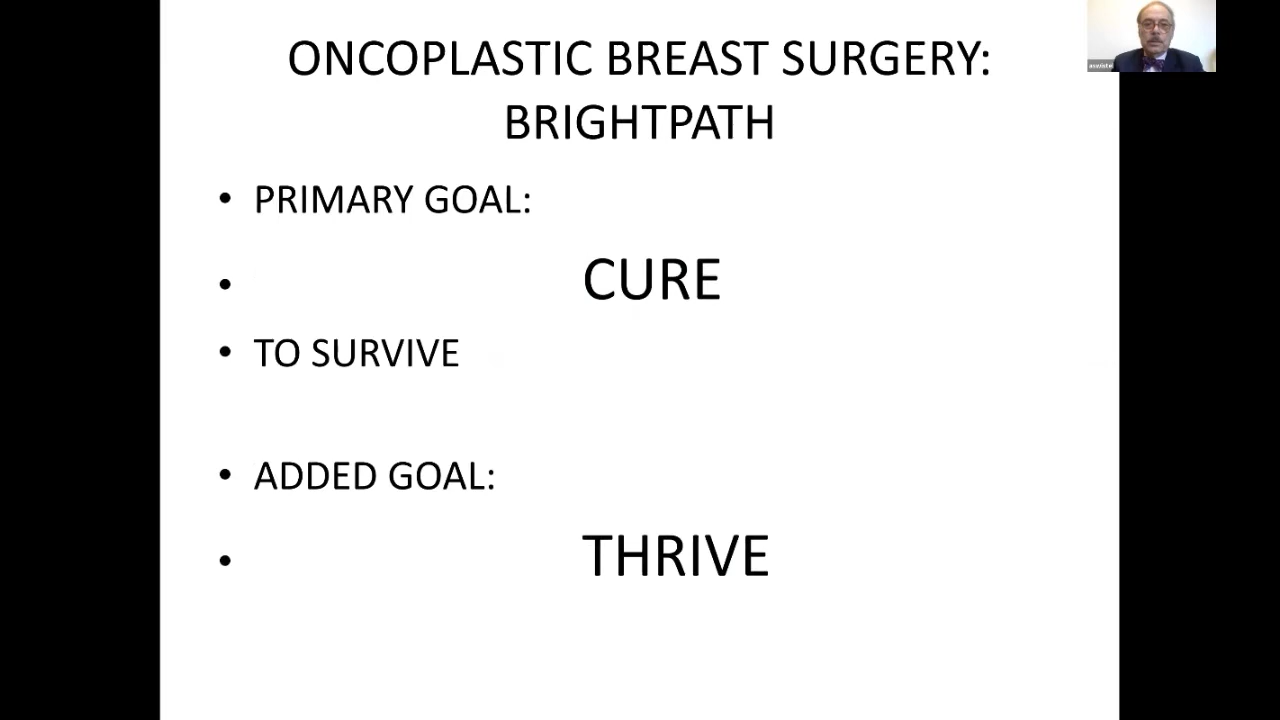 ONCOPLASTIC BREAST SURGERY:
BRIGHTPATH
• PRIMARY GOAL:
• CURE
• TO SURVIVE
• ADDED GOAL:
• THRIVE